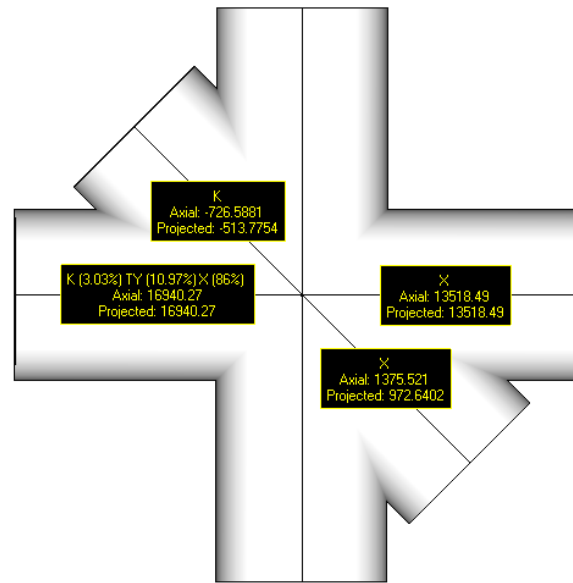 K
Axial: -726.5881
Projected: -513.7754
K (3.03%) TY (10.97%) X (86%)
Axial: 16940.27
Projected: 16940.27
X
Axial: 13518.49
Projected: 13518.49
X
Axial: 1375.521
Projected: 972.6402